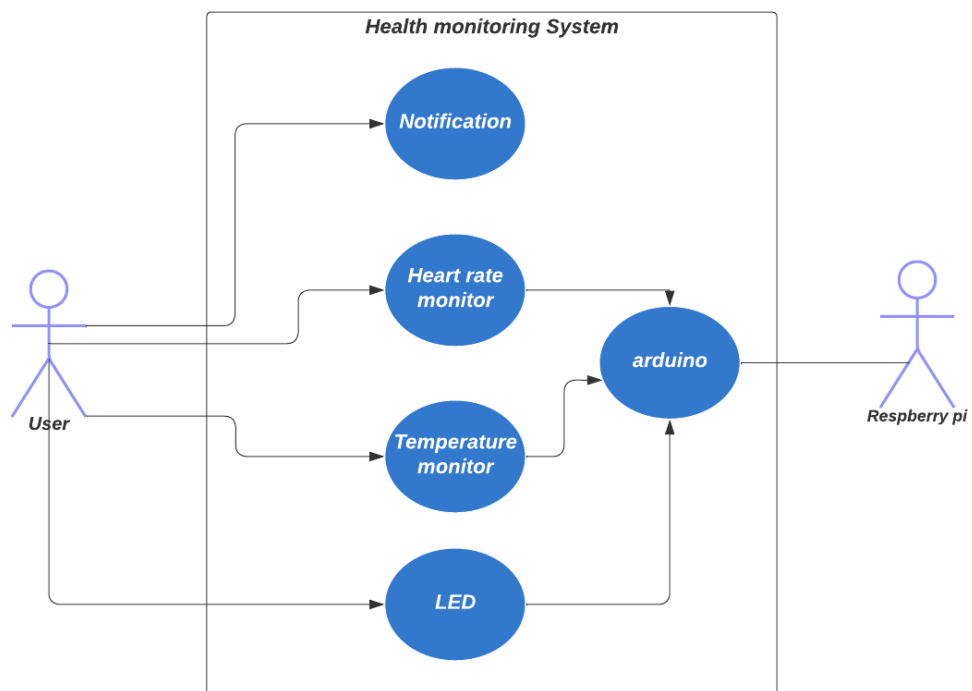 Health monitoring System
Notification
Heart rate
monitor
arduino
User
Respberry pi
Temperature
monitor
LED